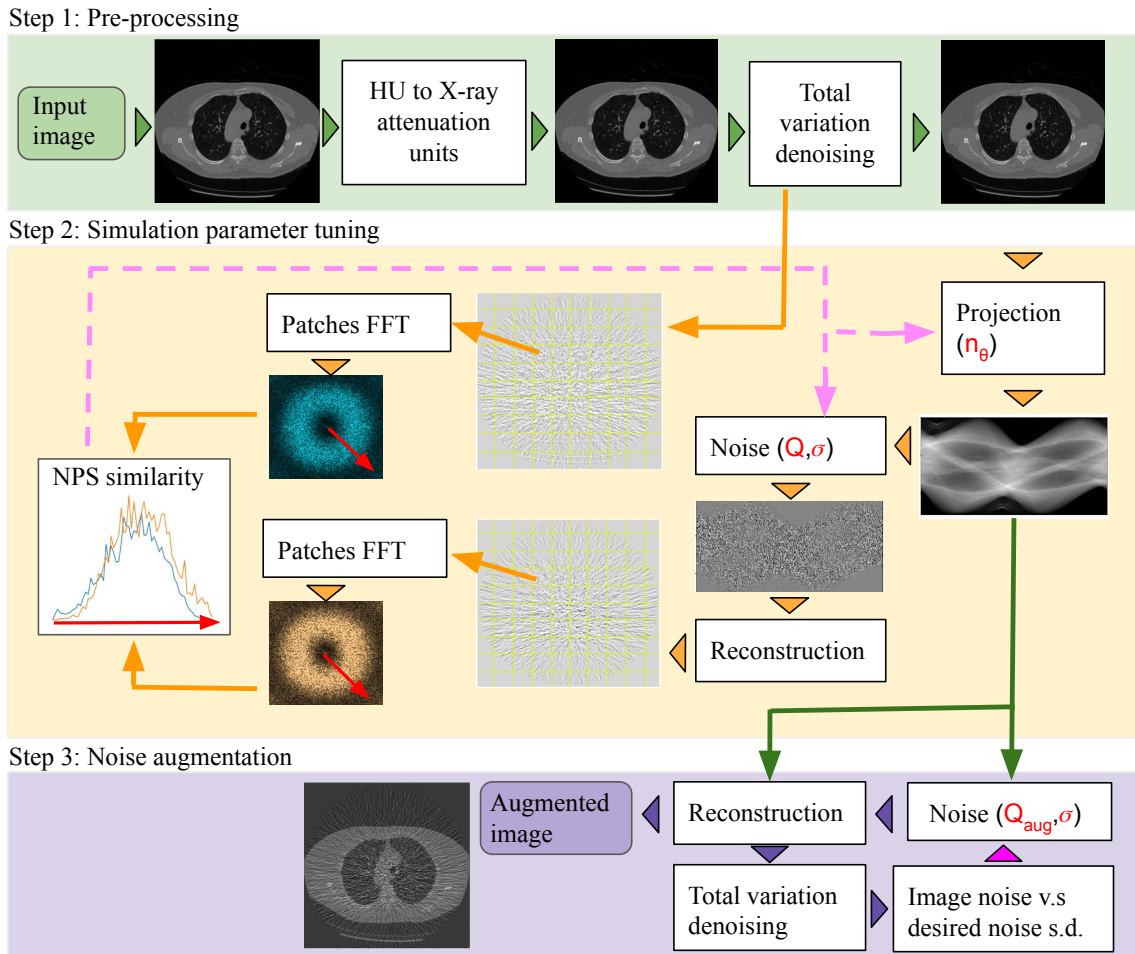 Step 1: Pre-processing
Input
image
HU to X-ray
attenuation
units
Total
variation
denoising
Step 2: Simulation parameter tuning
Patches FFT
Projection
(n_θ)
Noise (Q,σ)
NPS similarity
Patches FFT
Reconstruction
Step 3: Noise augmentation
Augmented
image
Reconstruction
Noise (Q_aug,σ)
Total variation
denoising
Image noise v.s
desired noise s.d.